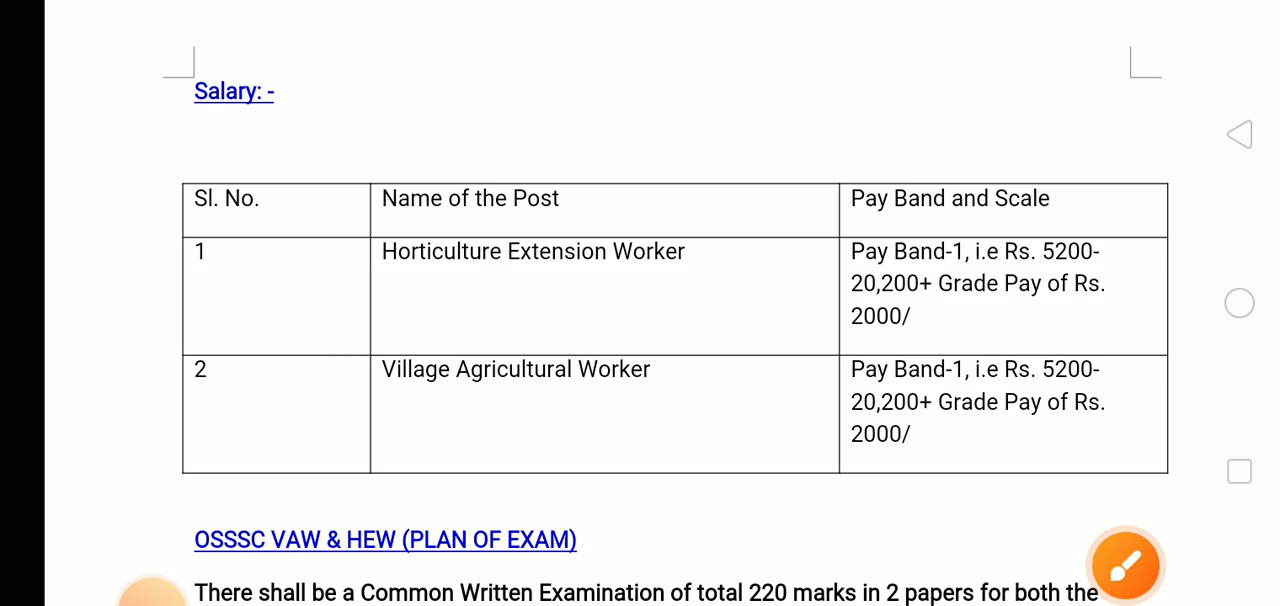 Salary: -
Sl. No.
Name of the Post
Pay Band and Scale
1
Horticulture Extension Worker
Pay Band-1, i.e Rs. 5200-
20,200+ Grade Pay of Rs.
2000/
2
Village Agricultural Worker
Pay Band-1, i.e Rs. 5200-
20,200+ Grade Pay of Rs.
2000/
OSSSC VAW & HEW (PLAN OF EXAM)
There shall be a Common Written Examination of total 220 marks in 2 papers for both the